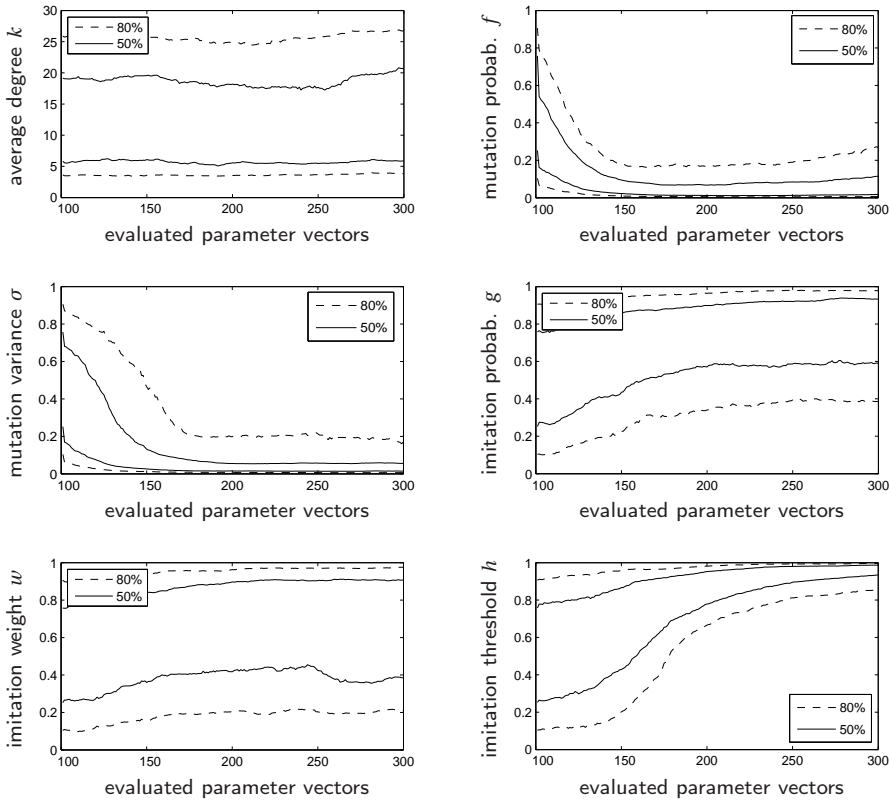 30
25
20
15
10
5
0
100 150 200 250 300
average degree k
evaluated parameter vectors
80%
50%
1
0.8
0.6
0.4
0.2
0
100 150 200 250 300
mutation probab. f
evaluated parameter vectors
80%
50%
1
0.8
0.6
0.4
0.2
0
100 150 200 250 300
mutation variance σ
evaluated parameter vectors
80%
50%
1
0.8
0.6
0.4
0.2
0
100 150 200 250 300
imitation probab. g
evaluated parameter vectors
80%
50%
1
0.8
0.6
0.4
0.2
0
100 150 200 250 300
imitation weight w
evaluated parameter vectors
80%
50%
1
0.8
0.6
0.4
0.2
0
100 150 200 250 300
imitation threshold h
evaluated parameter vectors
80%
50%